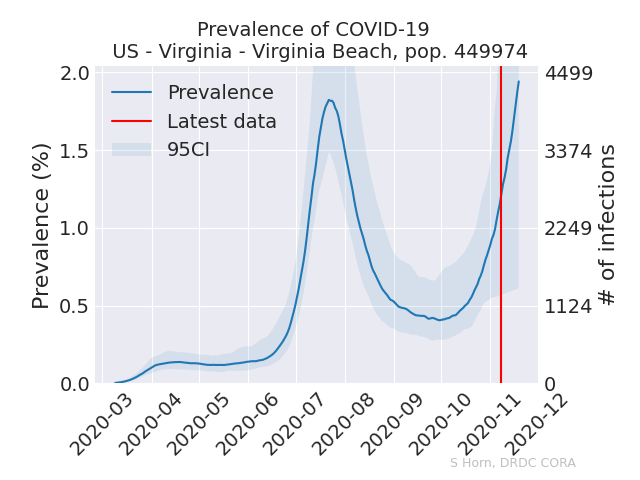 Prevalence of COVID-19
US - Virginia - Virginia Beach, pop. 449974
Prevalence
Latest data
95CI
Prevalence (%)
2.0
1.5
1.0
0.5
0.0
# of infections
4499
3374
2249
1124
0
2020-03
2020-04
2020-05
2020-06
2020-07
2020-08
2020-09
2020-10
2020-11
2020-12
S Horn, DRDC CORA